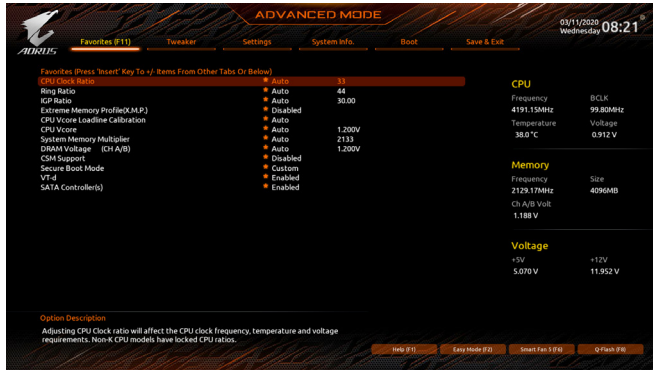 ADVANCED MODE
03/11/2020
Wednesday 08:21
AORUS
Favorites (F11) Tweaker Settings System Info. Boot Save & Exit
Favorites (Press 'Insert' Key To +/- Items From Other Tabs Or Below)
CPU Clock Ratio Auto 33
Ring Ratio Auto 44
IGP Ratio Auto 30.00
Extreme Memory Profile(X.M.P.) Disabled
CPU Vcore Loadline Calibration Auto
CPU Vcore Auto 1.200V
System Memory Multiplier Auto 2133
DRAM Voltage (CH A/B) Auto 1.200V
CSM Support Disabled
Secure Boot Mode Custom
VT-d Enabled
SATA Controller(s) Enabled
CPU
Frequency BCLK
4191.15MHz 99.80MHz
Temperature Voltage
38.0 °C 0.912 V
Memory
Frequency Size
2129.17MHz 4096MB
Ch A/B Volt
1.188 V
Voltage
+5V +12V
5.070 V 11.952 V
Option Description
Adjusting CPU Clock ratio will affect the CPU clock frequency, temperature and voltage
requirements. Non-K CPU models have locked CPU ratios.
Help (F1) Easy Mode (F2) Smart Fan 5 (F6) Q-Flash (F8)